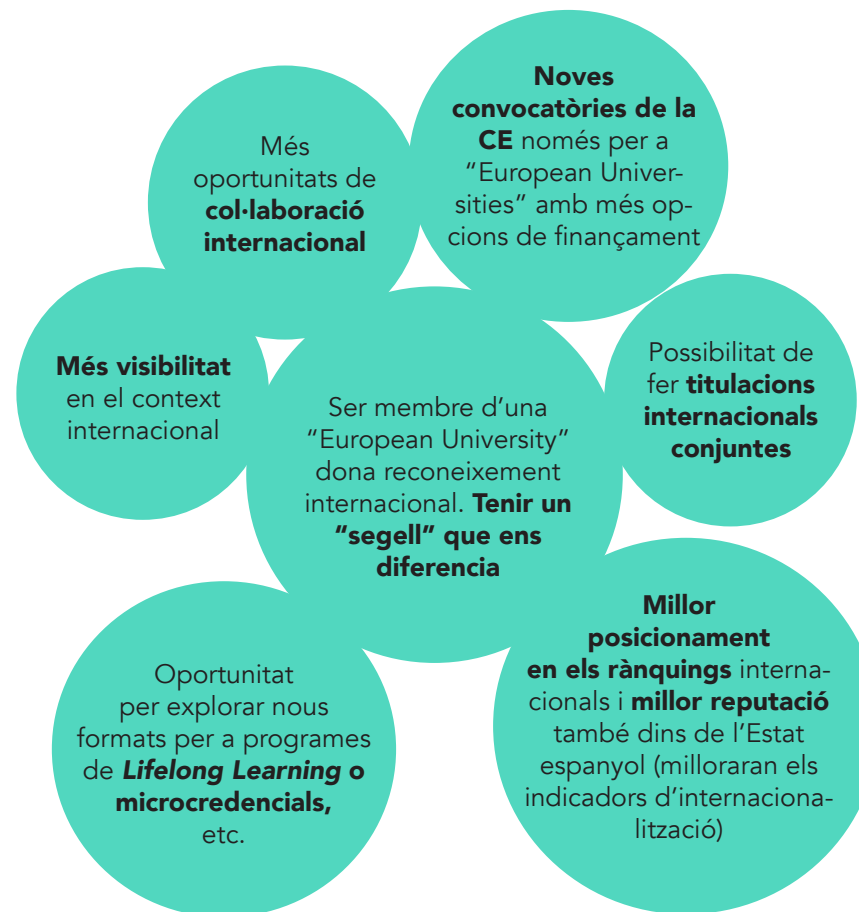 Noves
convocatòries de la
CE només per a
“European Univer-
sities” amb més op-
cions de finançament
Més
oportunitats de
col·laboració
internacional
Més visibilitat
en el context
internacional
Ser membre d’una
“European University”
dona reconeixement
internacional. Tenir un
“segell” que ens
diferencia
Possibilitat de
fer titulacions
internacionals
conjuntes
Oportunitat
per explorar nous
formats per a programes
de Lifelong Learning o
microcredencials,
etc.
Millor
posicionament
en els rànquings interna-
cionals i millor reputació
també dins de l’Estat
espanyol (milloraran els
indicadors d’internaciona-
lització)